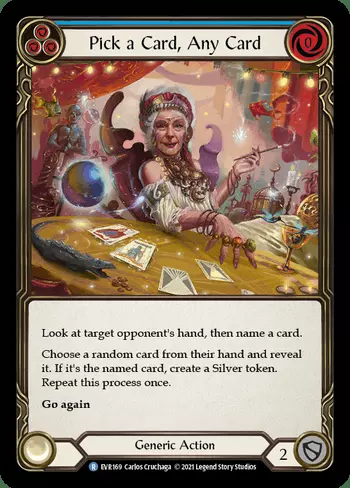 Pick a Card, Any Card
0
Look at target opponent's hand, then name a card.
Choose a random card from their hand and reveal
it. If it's the named card, create a Silver token.
Repeat this process once.
Go again
Generic Action
2
R EVR169 Carlos Cruchaga © 2021 Legend Story Studios